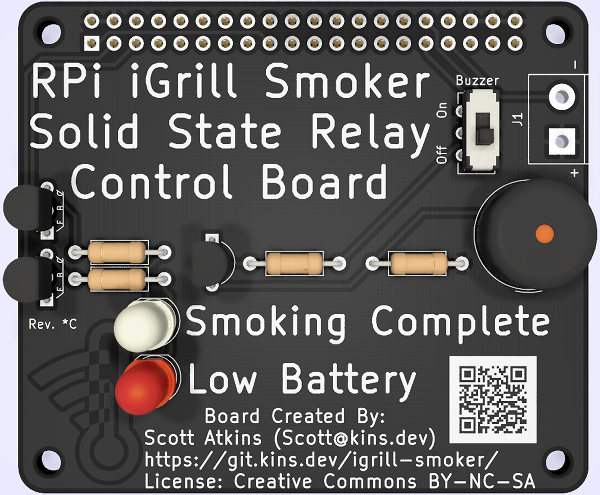 RPi iGrill Smoker
Solid State Relay
Control Board
Buzzer
On
Off
J1
-
+
E B C
E B C
Rev. *C
Smoking Complete
Low Battery
Board Created By:
Scott Atkins (Scott@kins.dev)
https://git.kins.dev/igrill-smoker/
License: Creative Commons BY-NC-SA